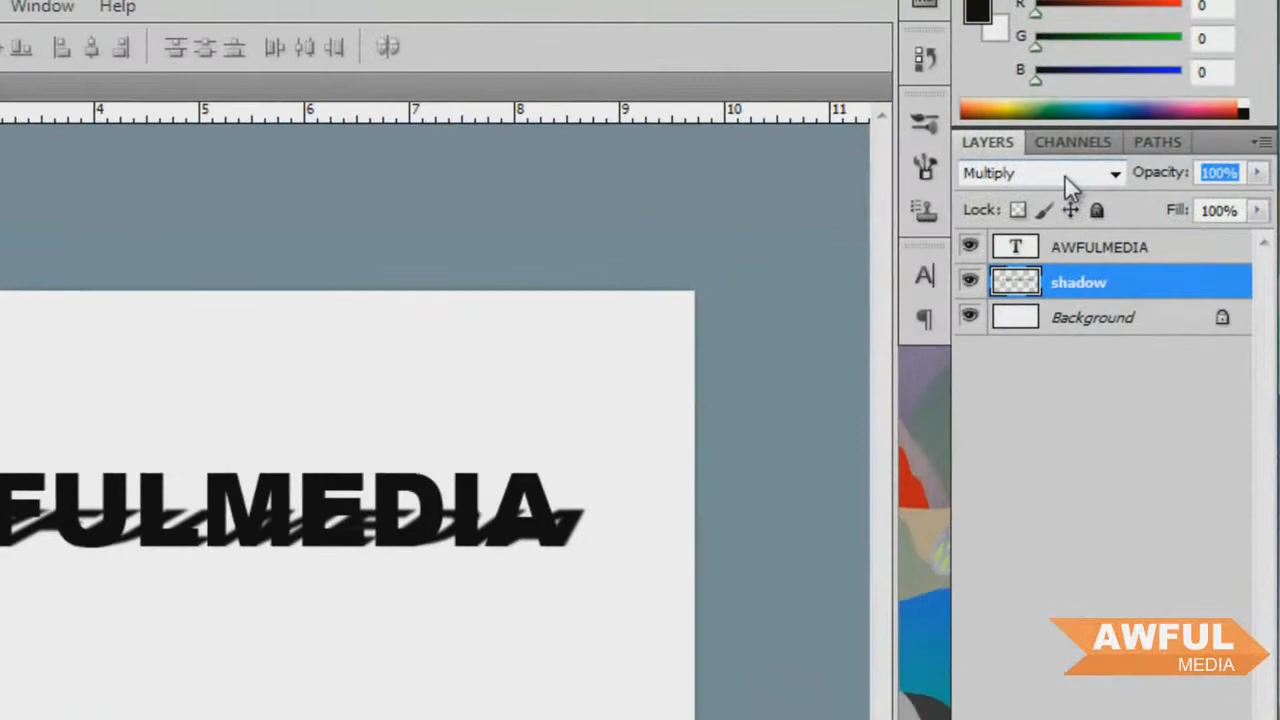 Window Help
R 0
G 0
B 0
4 5 6 7 8 9 10 11
LAYERS CHANNELS PATHS
Multiply Opacity: 100%
Lock: Fill: 100%
T AWFULMEDIA
shadow
Background
A
FULMEDIA
AWFUL
MEDIA